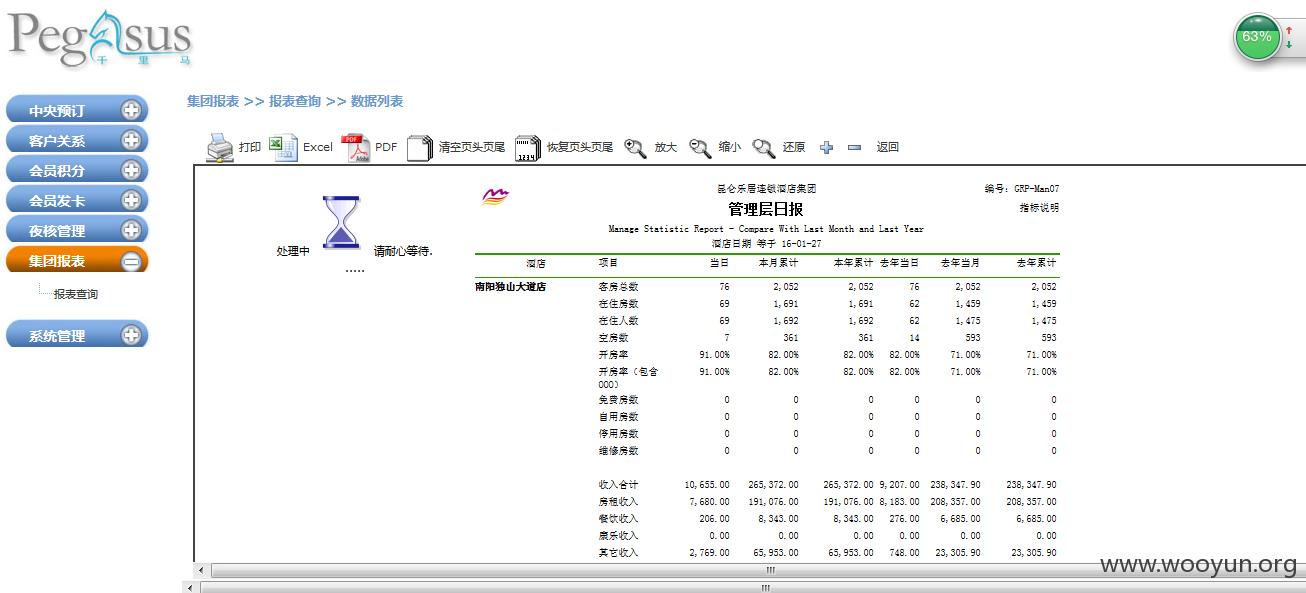 Pegasus
千里马
63%
集团报表 >> 报表查询 >> 数据列表
中央预订
客户关系
会员积分
会员发卡
夜核管理
集团报表
报表查询
系统管理
打印 Excel PDF 清空页头页尾 恢复页头页尾 放大 缩小 还原 返回
处理中 请耐心等待.
昆仑乐居连锁酒店集团 编号: GRP-Man07
管理层日报 指标说明
Manage Statistic Report - Compare With Last Month and Last Year
酒店日期 等于 16-01-27
酒店 项目 当日 本月累计 本年累计 去年当日 去年当月 去年累计
南阳独山大道店 客房总数 76 2,052 2,052 76 2,052 2,052
在住房数 69 1,691 1,691 62 1,459 1,459
在住人数 69 1,692 1,692 62 1,475 1,475
空房数 7 361 361 14 593 593
开房率 91.00% 82.00% 82.00% 82.00% 71.00% 71.00%
开房率（包含 91.00% 82.00% 82.00% 82.00% 71.00% 71.00%
OOO）
免费房数 0 0 0 0 0 0
自用房数 0 0 0 0 0 0
停用房数 0 0 0 0 0 0
维修房数 0 0 0 0 0 0
收入合计 10,655.00 265,372.00 265,372.00 9,207.00 238,347.90 238,347.90
房租收入 7,680.00 191,076.00 191,076.00 8,183.00 208,357.00 208,357.00
餐饮收入 206.00 8,343.00 8,343.00 276.00 6,685.00 6,685.00
康乐收入 0.00 0.00 0.00 0.00 0.00 0.00
其它收入 2,769.00 65,953.00 65,953.00 748.00 23,305.90 23,305.90
www.wooyun.org